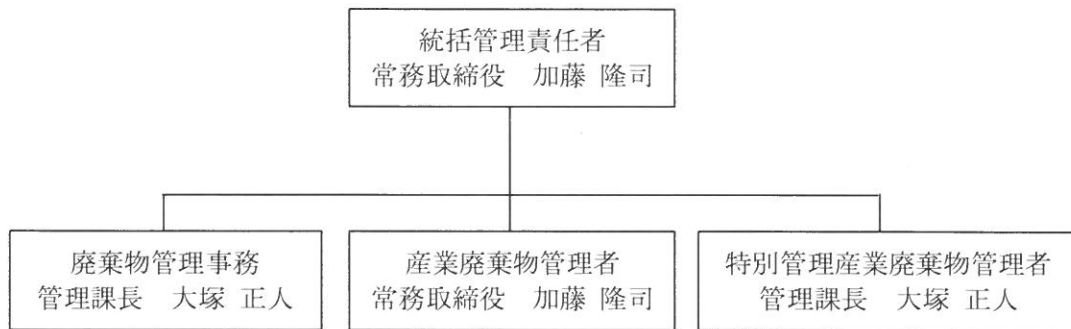 統括管理責任者
常務取締役　加藤 隆司
廃棄物管理事務
管理課長　大塚 正人
産業廃棄物管理者
常務取締役　加藤 隆司
特別管理産業廃棄物管理者
管理課長　大塚 正人